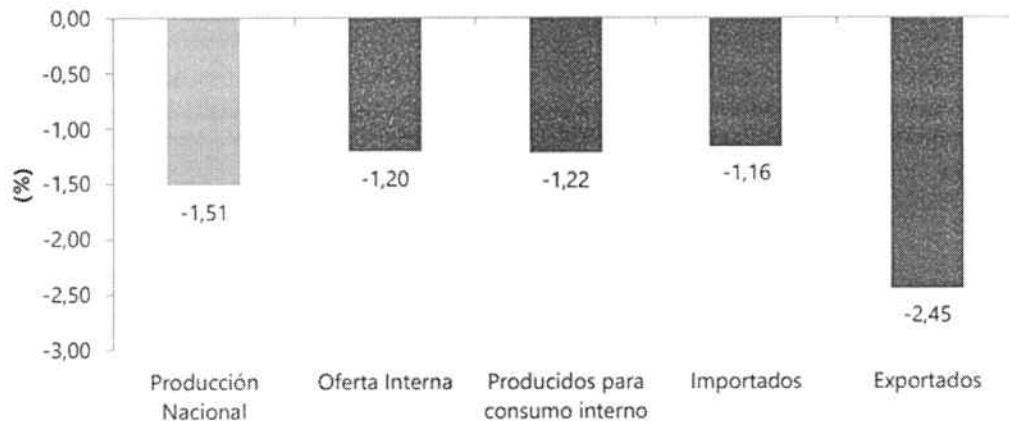 0,00
-0,50
-1,00
-1,50
-2,00
-2,50
-3,00
(%)
-1,51
-1,20
-1,22
-1,16
-2,45
Producción
Nacional
Oferta Interna
Producidos para
consumo interno
Importados
Exportados